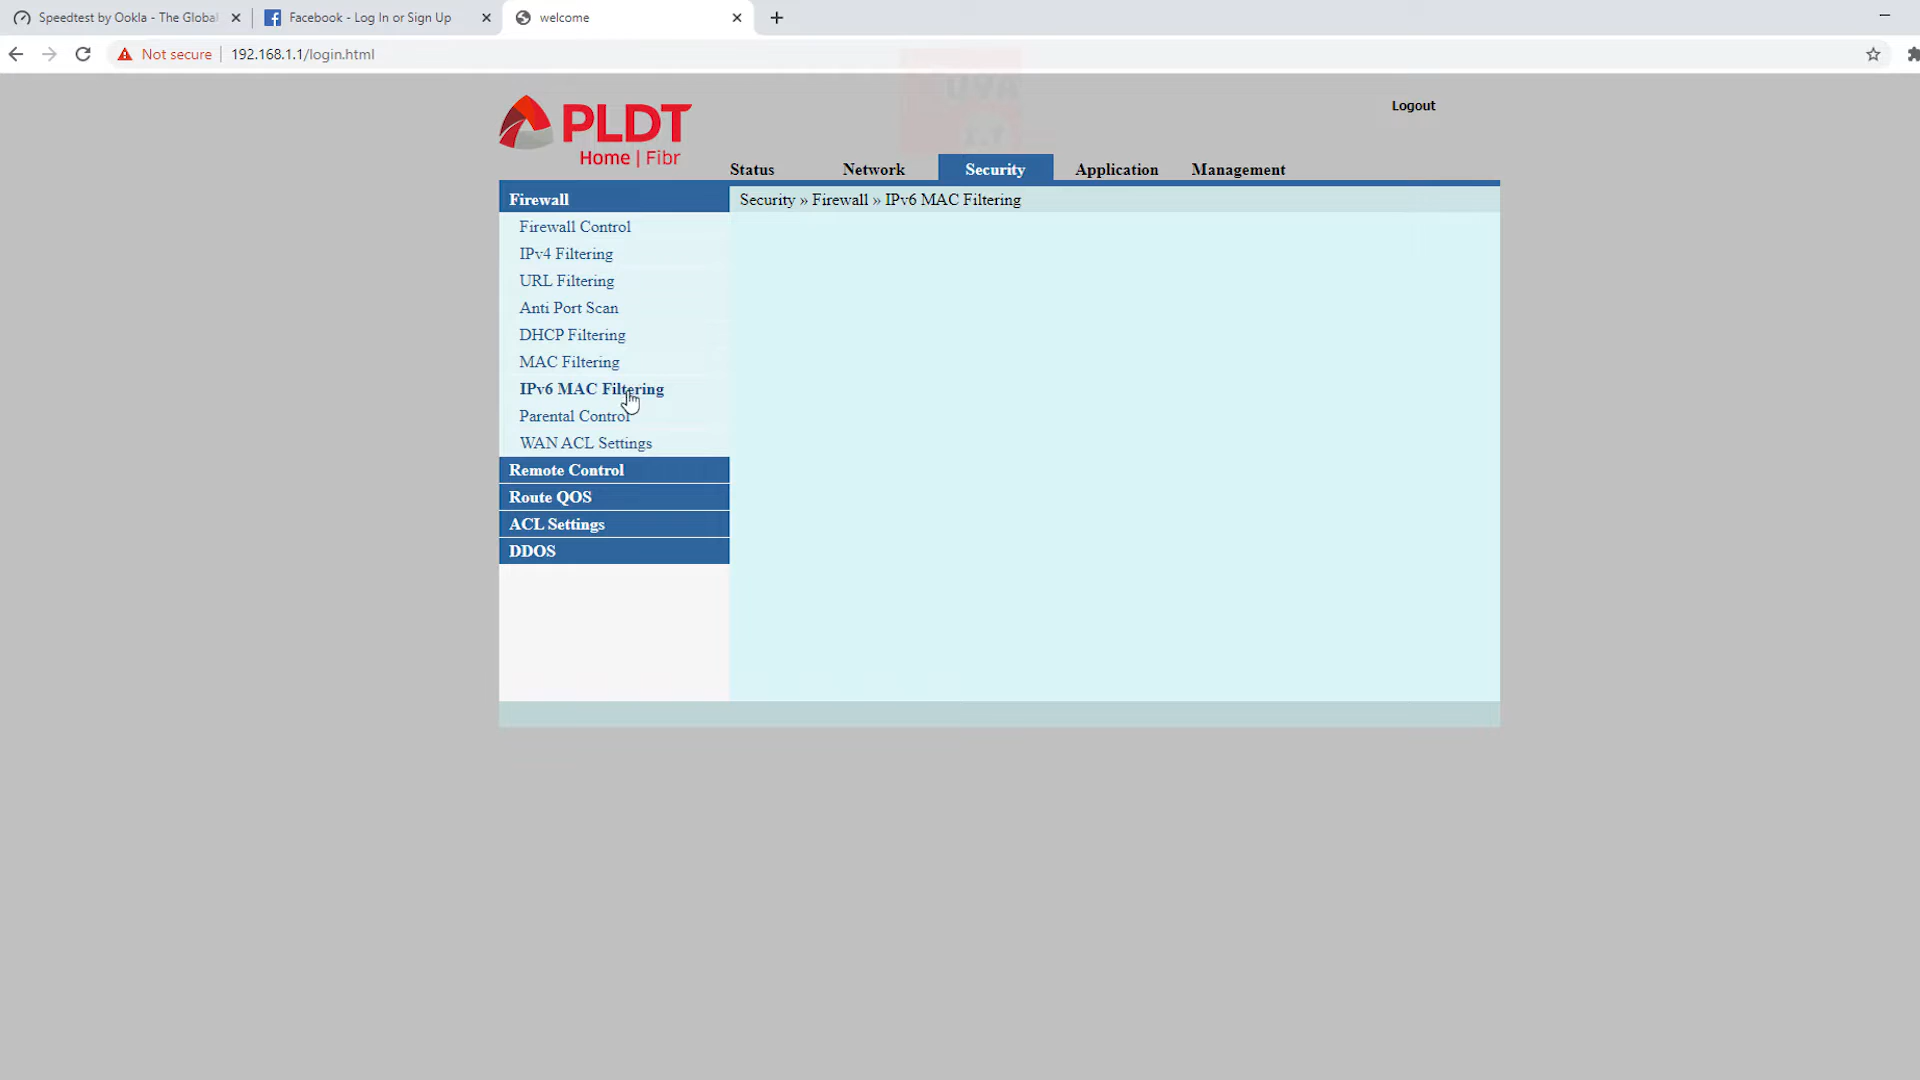 Speedtest by Ookla - The Global
Facebook - Log In or Sign Up
welcome
Not secure
192.168.1.1/login.html
PLDT
Home | Fibr
Logout
Status
Network
Security
Application
Management
Firewall
Security » Firewall » IPv6 MAC Filtering
Firewall Control
IPv4 Filtering
URL Filtering
Anti Port Scan
DHCP Filtering
MAC Filtering
IPv6 MAC Filtering
Parental Control
WAN ACL Settings
Remote Control
Route QOS
ACL Settings
DDOS